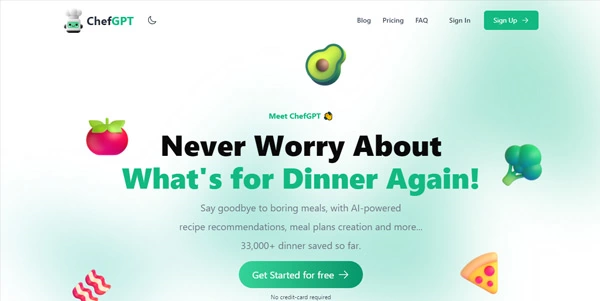 ChefGPT
Blog Pricing FAQ Sign In Sign Up
Meet ChefGPT
Never Worry About
What's for Dinner Again!
Say goodbye to boring meals, with AI-powered
recipe recommendations, meal plans creation and more...
33,000+ dinner saved so far.
Get Started for free
No credit-card required